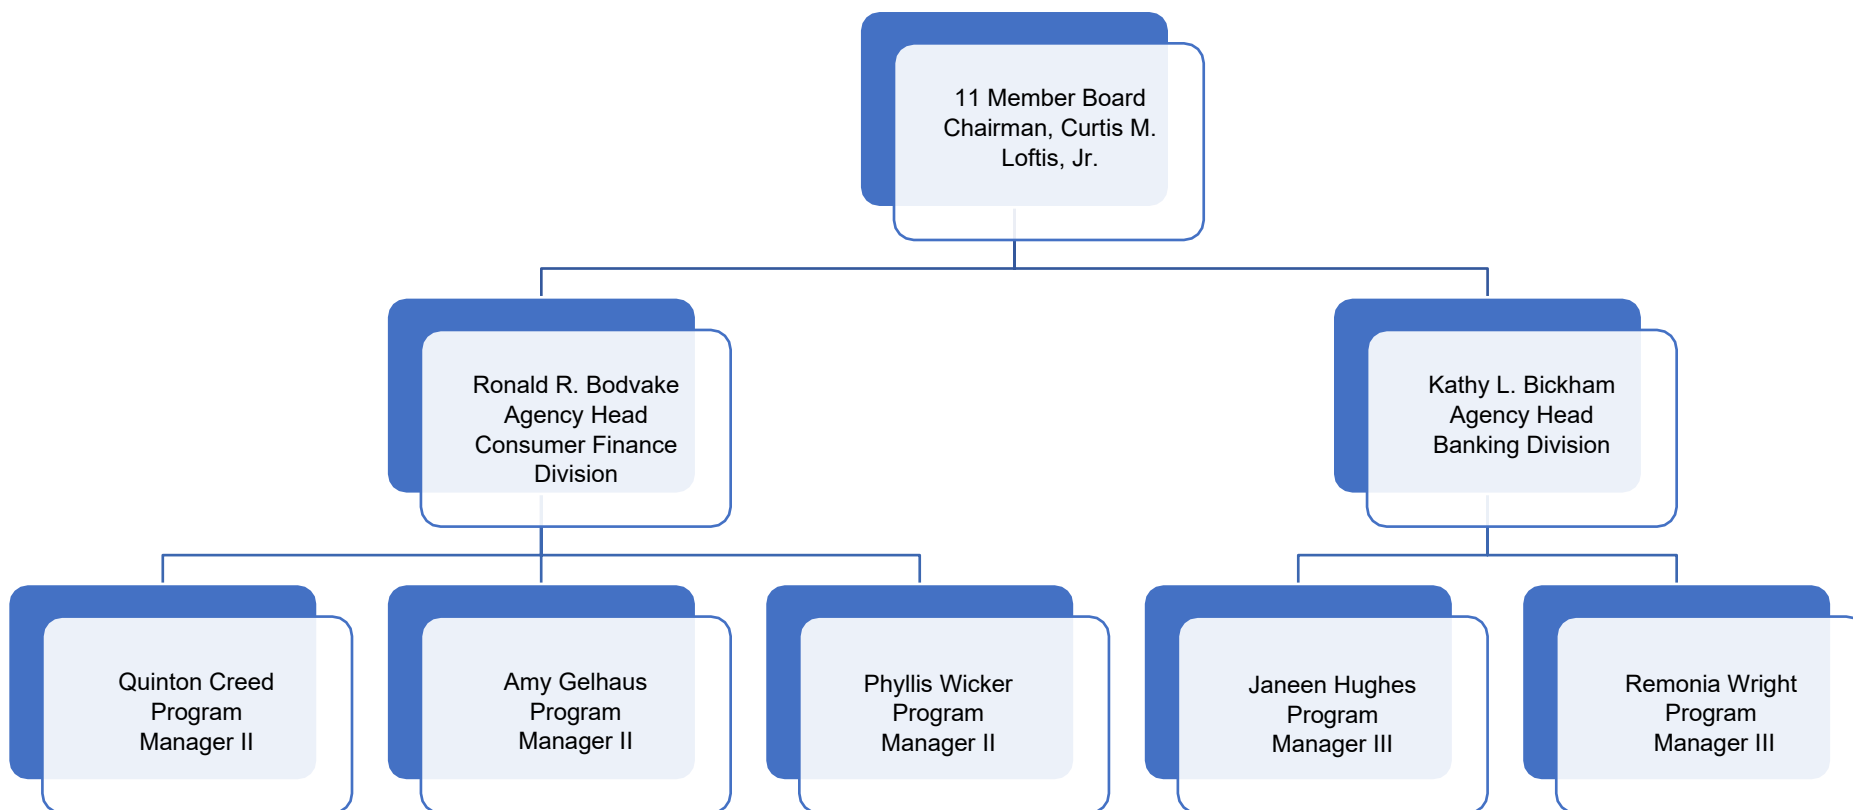 11 Member Board
Chairman, Curtis M.
Loftis, Jr.
Ronald R. Bodvake
Agency Head
Consumer Finance
Division
Kathy L. Bickham
Agency Head
Banking Division
Quinton Creed
Program
Manager II
Amy Gelhaus
Program
Manager II
Phyllis Wicker
Program
Manager II
Janeen Hughes
Program
Manager III
Remonia Wright
Program
Manager III